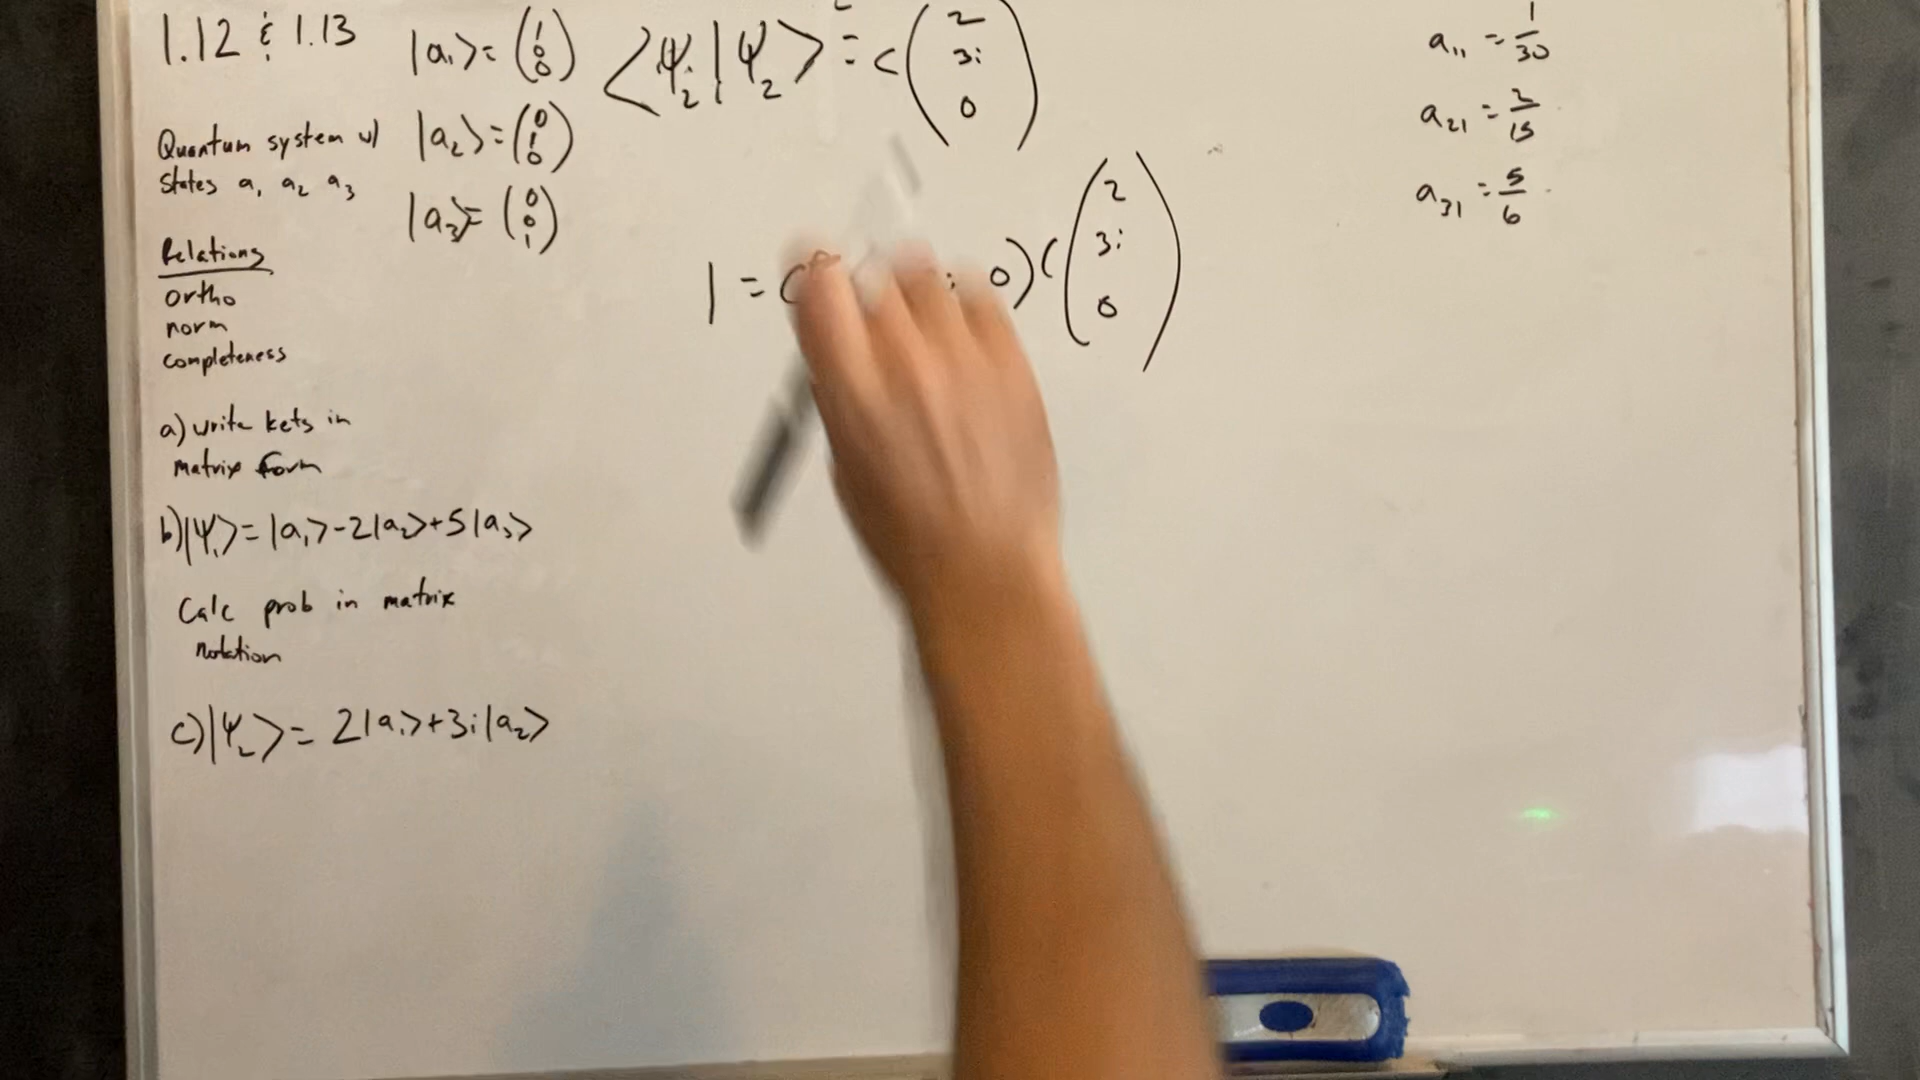 1.12 & 1.13
Quantum system w/
states a₁ a₂ a₃
Relations
ortho
norm
completeness
a) write kets in
matrix form
b) |ψ₁> = |a₁> - 2|a₂> + 5|a₃>
Calc prob in matrix
notation
c) |ψ₂> = 2|a₁> + 3i|a₂>
|a₁> = (1 0 0)
|a₂> = (0 1 0)
|a₃> = (0 0 1)
<ψ₂|ψ₂> = c (2 3i 0)
1 = 0) c (2 3i 0)
a₁₁ = 1/30
a₂₁ = 2/15
a₃₁ = 5/6